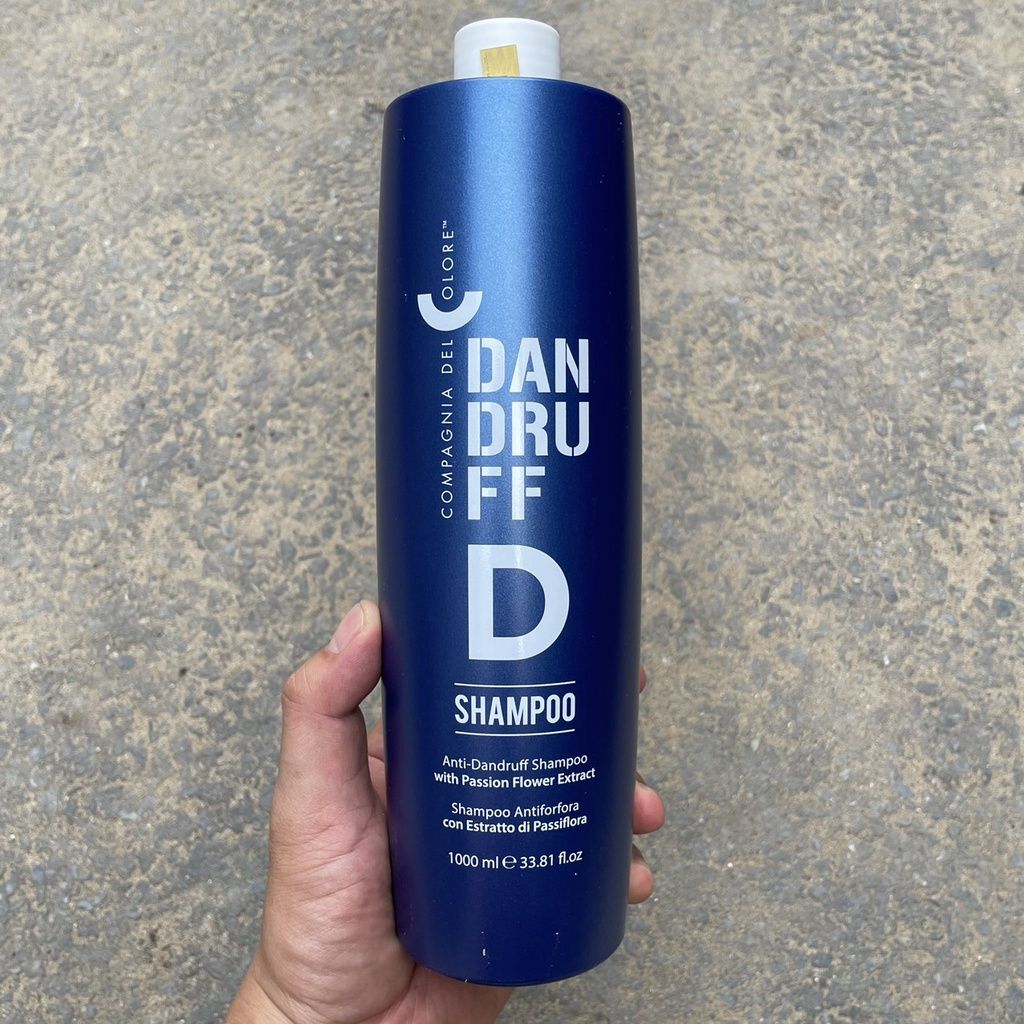 COMPAGNIA DEL COLORE™
DAN
DRU
FF
D
SHAMPOO
Anti-Dandruff Shampoo
with Passion Flower Extract
Shampoo Antiforfora
con Estratto di Passiflora
1000 ml ℮ 33.81 fl.oz